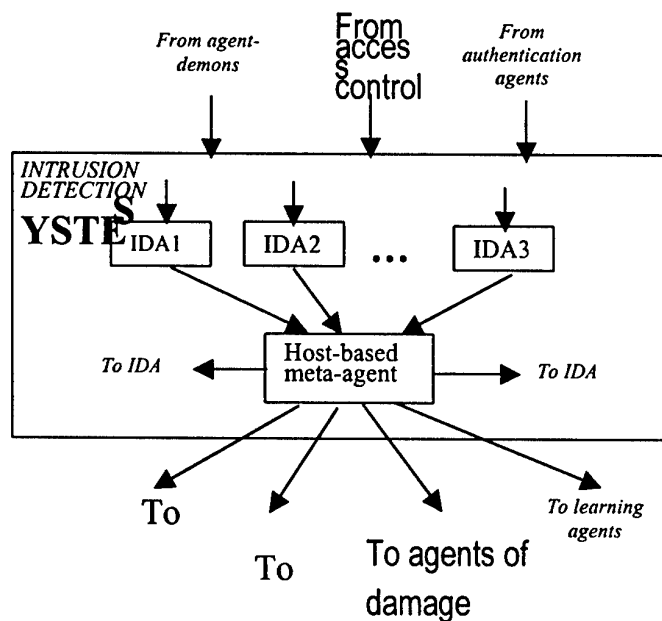 From agent-
demons
From
acces
s
control
From
authentication
agents
INTRUSION
DETECTION
S
YSTE
IDA1
IDA2
...
IDA3
Host-based
meta-agent
To IDA
To IDA
To
To
To agents of
damage
To learning
agents